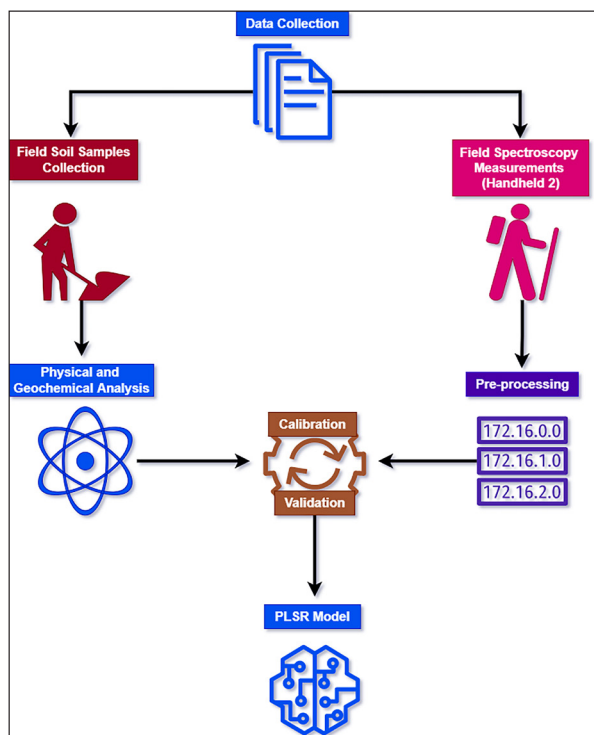 Data Collection
Field Soil Samples
Collection
Field Spectroscopy
Measurements
(Handheld 2)
Physical and
Geochemical Analysis
Pre-processing
172.16.0.0
172.16.1.0
172.16.2.0
Calibration
Validation
PLSR Model